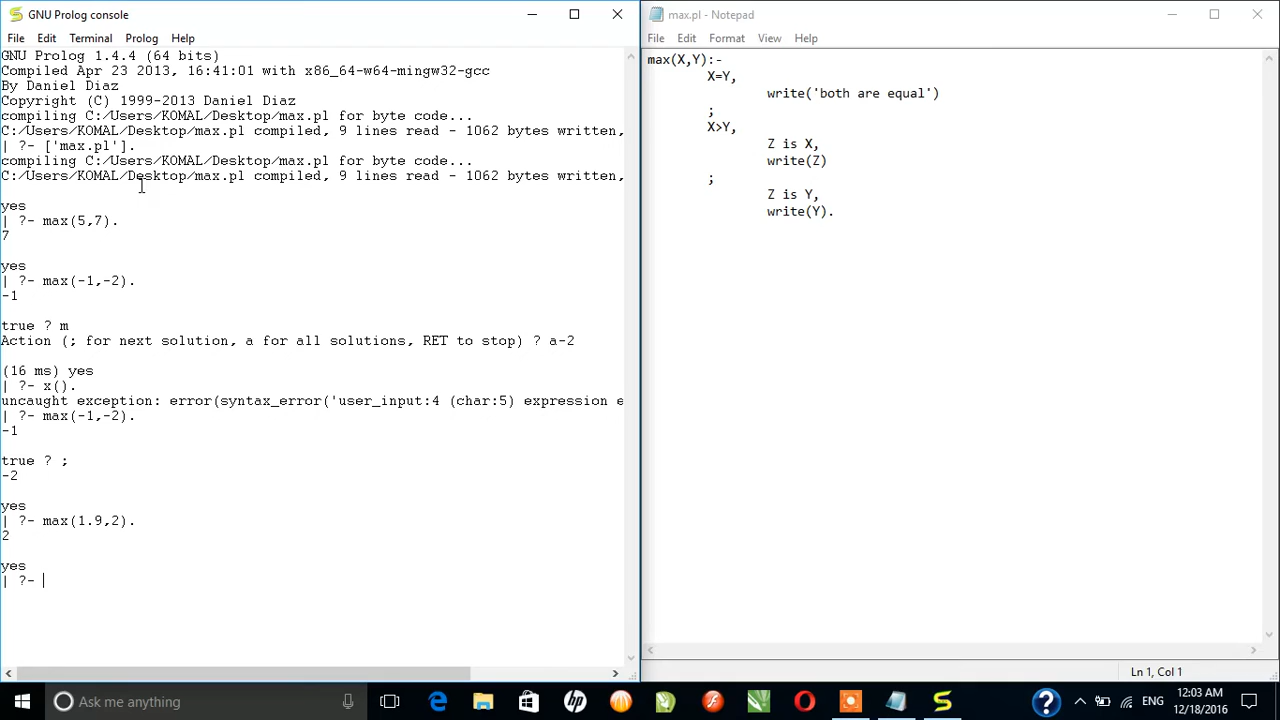 GNU Prolog console
File Edit Terminal Prolog Help
GNU Prolog 1.4.4 (64 bits)
Compiled Apr 23 2013, 16:41:01 with x86_64-w64-mingw32-gcc
By Daniel Diaz
Copyright (C) 1999-2013 Daniel Diaz
compiling C:/Users/KOMAL/Desktop/max.pl for byte code...
C:/Users/KOMAL/Desktop/max.pl compiled, 9 lines read - 1062 bytes written,
| ?- ['max.pl'].
compiling C:/Users/KOMAL/Desktop/max.pl for byte code...
C:/Users/KOMAL/Desktop/max.pl compiled, 9 lines read - 1062 bytes written,
yes
| ?- max(5,7).
7
yes
| ?- max(-1,-2).
-1
true ? m
Action (; for next solution, a for all solutions, RET to stop) ? a-2
(16 ms) yes
| ?- x().
uncaught exception: error(syntax_error('user_input:4 (char:5) expression e
| ?- max(-1,-2).
-1
true ? ;
-2
yes
| ?- max(1.9,2).
2
yes
| ?-
max.pl - Notepad
File Edit Format View Help
max(X,Y):-
X=Y,
write('both are equal')
;
X>Y,
Z is X,
write(Z)
;
Z is Y,
write(Y).
Ln 1, Col 1
Ask me anything
hp
ENG
12:03 AM
12/18/2016